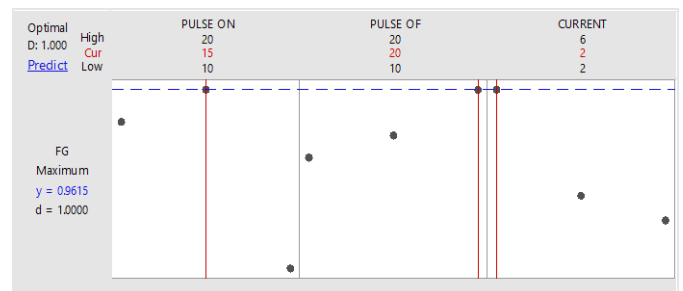 Optimal
D: 1.000
Predict
High
Cur
Low
PULSE ON
20
15
10
PULSE OF
20
20
10
CURRENT
6
2
2
FG
Maximum
y = 0.9615
d = 1.0000